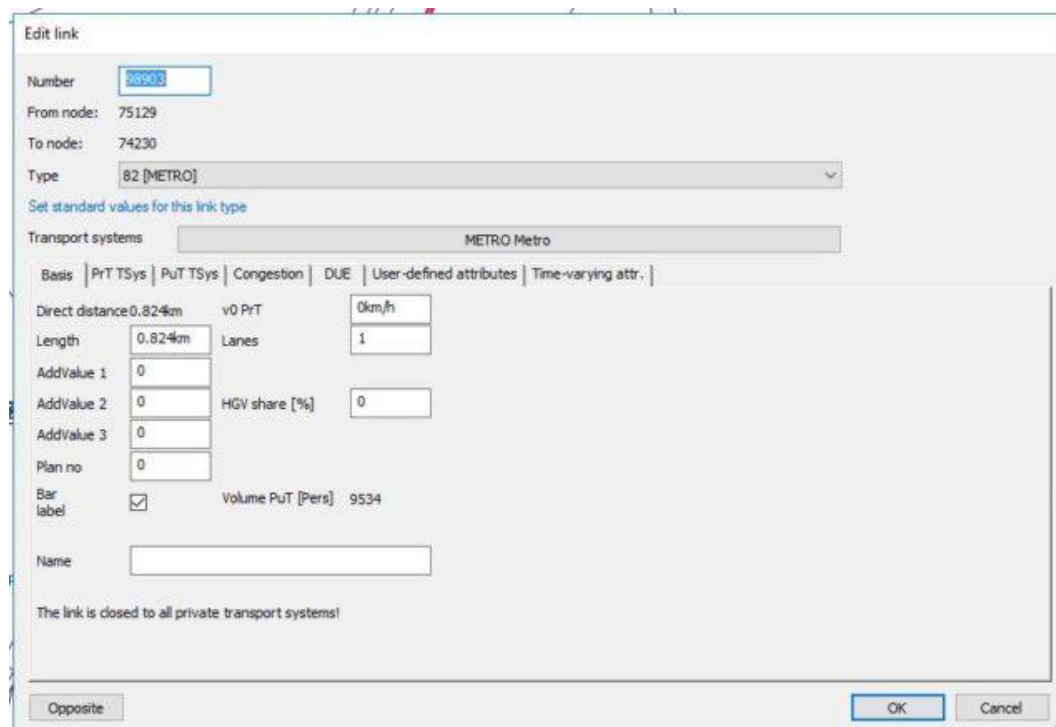 Edit link
Number 98903
From node: 75129
To node: 74230
Type 82 [METRO]
Set standard values for this link type
Transport systems METRO Metro
Basis PrT TSys PuT TSys Congestion DUE User-defined attributes Time-varying attr.
Direct distance 0.824km v0 PrT 0km/h
Length 0.824km Lanes 1
AddValue 1 0
AddValue 2 0 HGV share [%] 0
AddValue 3 0
Plan no 0
Bar
label Volume PuT [Pers] 9534
Name
The link is closed to all private transport systems!
Opposite OK Cancel